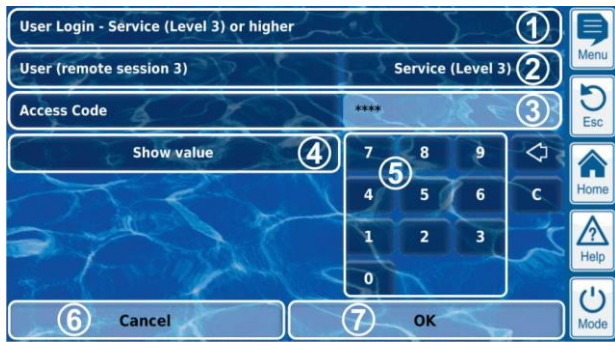 User Login - Service (Level 3) or higher ①
Menu
User (remote session 3) Service (Level 3) ②
Access Code **** ③
Esc
Show value ④ 7 8 9
⑤
Home
4 5 6 C
1 2 3
Help
0
⑥ Cancel ⑦ OK
Mode